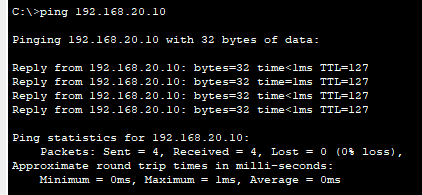 C:\>ping 192.168.20.10
Pinging 192.168.20.10 with 32 bytes of data:
Reply from 192.168.20.10: bytes=32 time<1ms TTL=127
Reply from 192.168.20.10: bytes=32 time<1ms TTL=127
Reply from 192.168.20.10: bytes=32 time<1ms TTL=127
Reply from 192.168.20.10: bytes=32 time<1ms TTL=127
Ping statistics for 192.168.20.10:
Packets: Sent = 4, Received = 4, Lost = 0 (0% loss),
Approximate round trip times in milli-seconds:
Minimum = 0ms, Maximum = 1ms, Average = 0ms